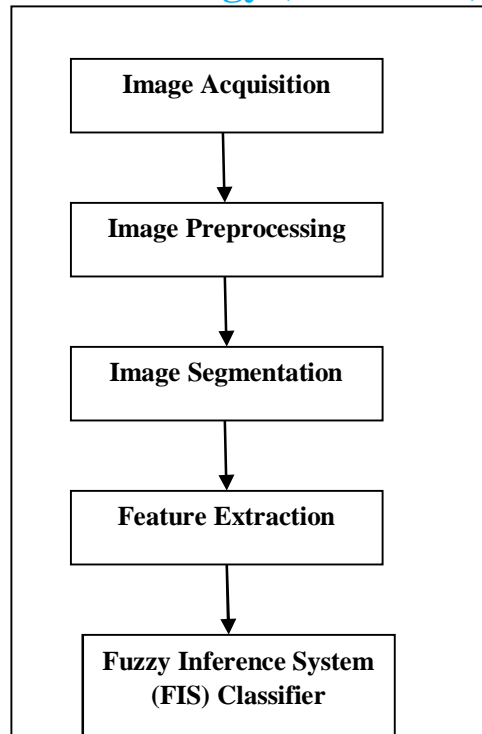 Image Acquisition
Image Preprocessing
Image Segmentation
Feature Extraction
Fuzzy Inference System
(FIS) Classifier